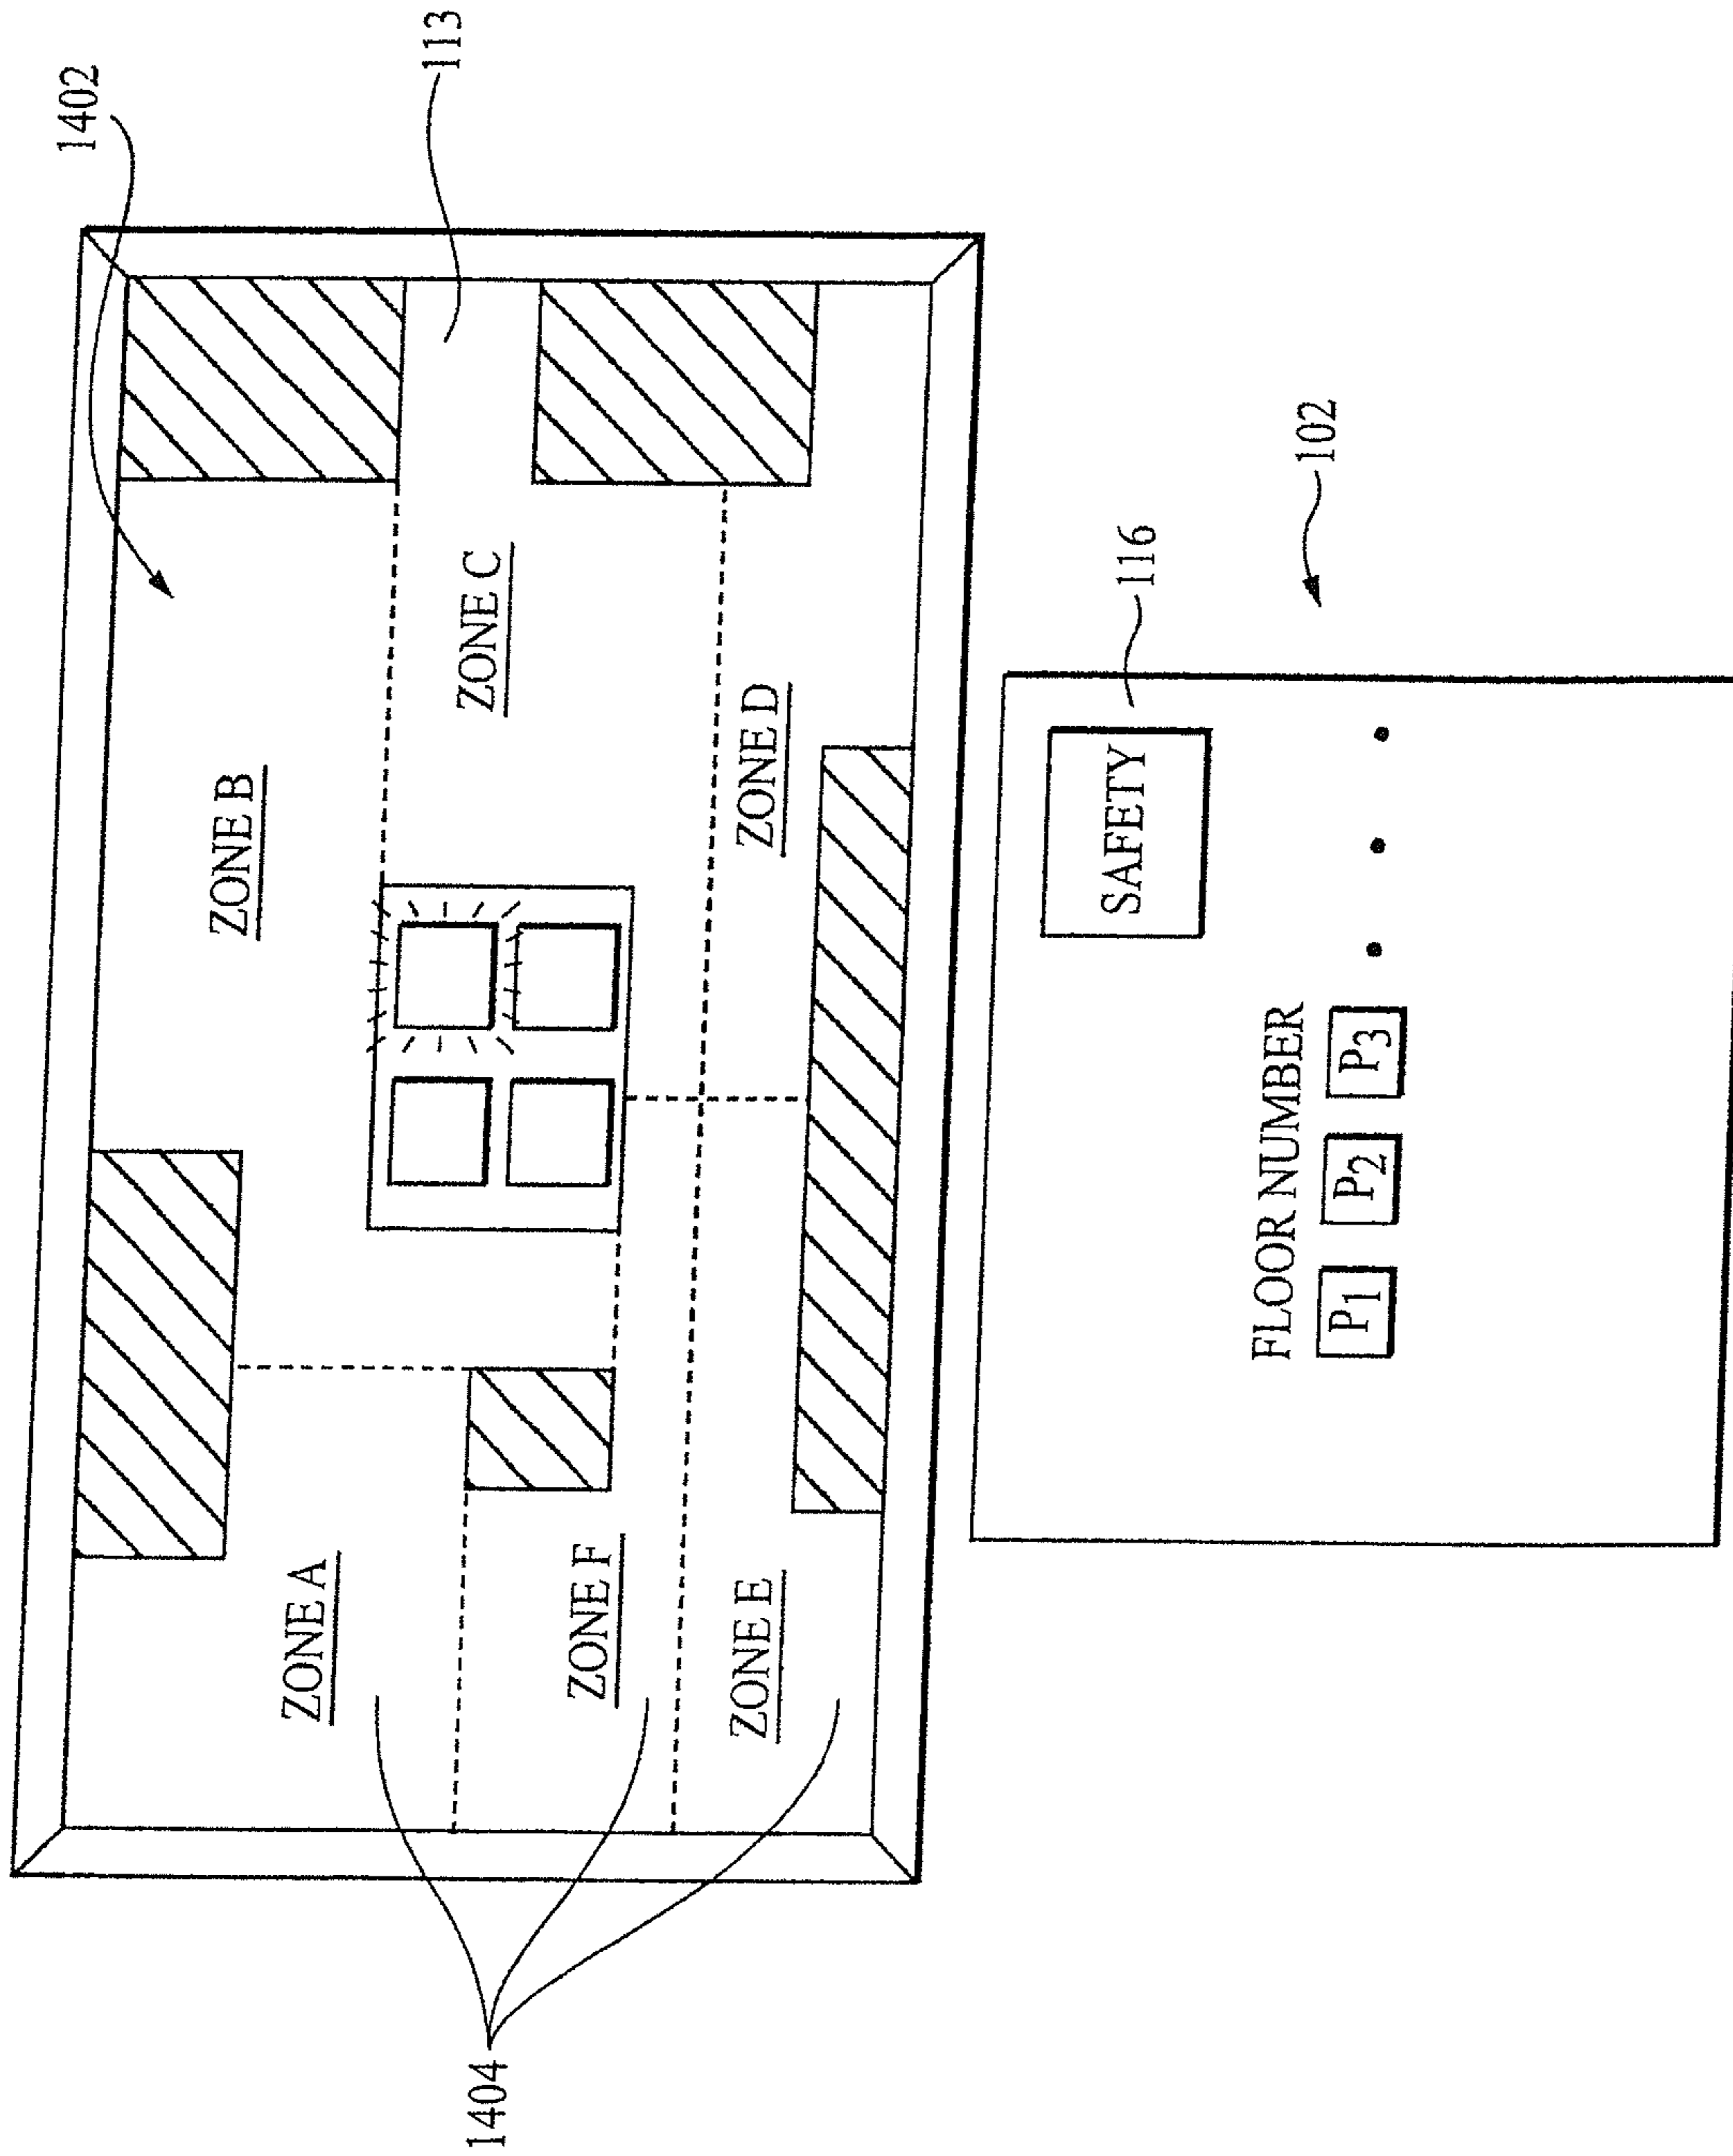 1402
113
ZONE B
ZONE C
ZONE A
ZONE F
ZONE D
ZONE E
1404
116
102
SAFETY
FLOOR NUMBER
P1 P2 P3 • • •